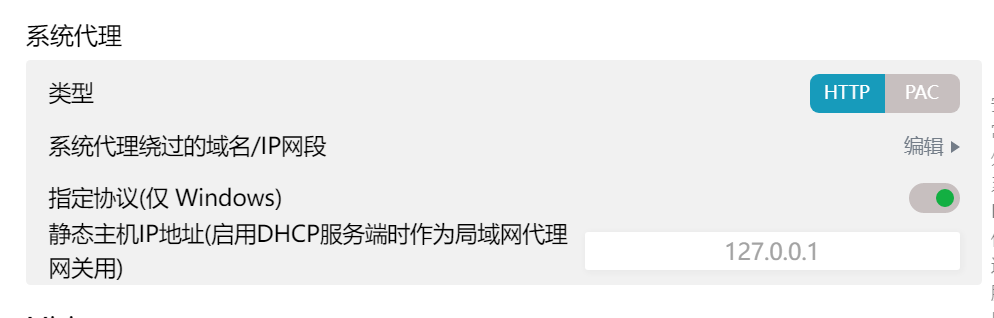 系统代理
类型
HTTP PAC
系统代理绕过的域名/IP网段
编辑
指定协议(仅 Windows)
静态主机IP地址(启用DHCP服务端时作为局域网代理
网关用)
127.0.0.1